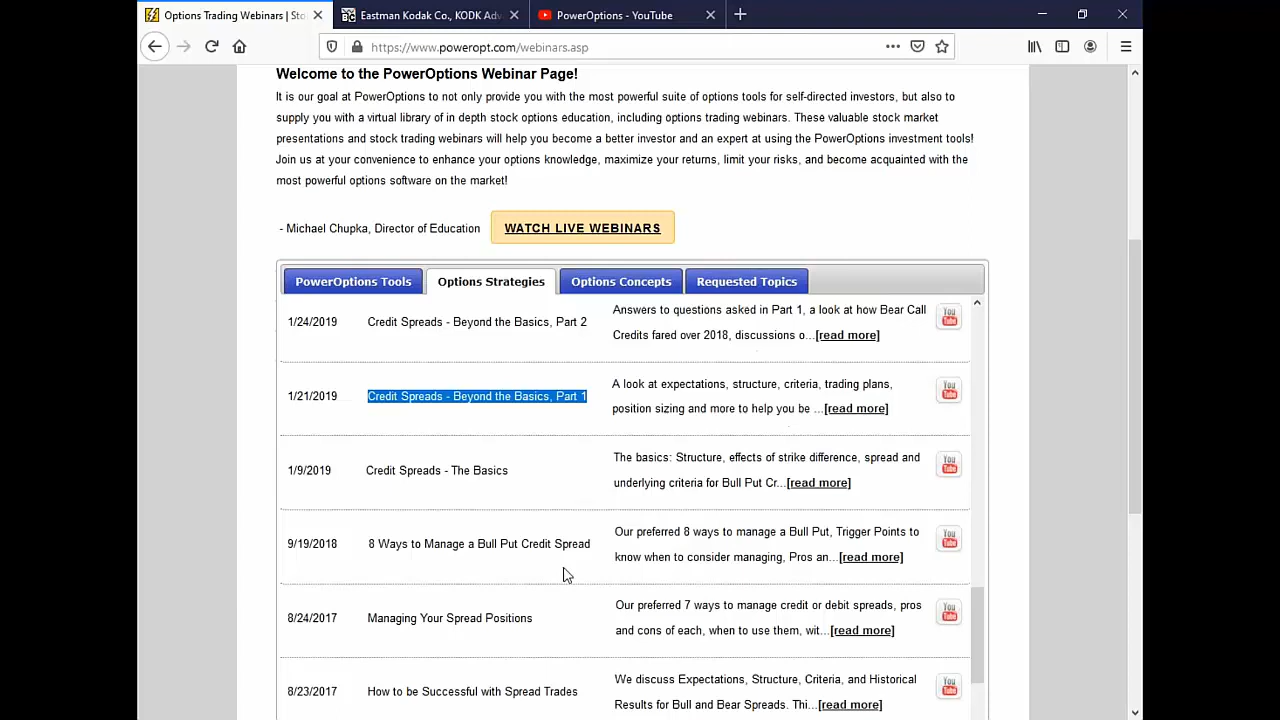 Options Trading Webinars | Sto
Eastman Kodak Co., KODK Adv
PowerOptions - YouTube
https://www.poweropt.com/webinars.asp
Welcome to the PowerOptions Webinar Page!
It is our goal at PowerOptions to not only provide you with the most powerful suite of options tools for self-directed investors, but also to
supply you with a virtual library of in depth stock options education, including options trading webinars. These valuable stock market
presentations and stock trading webinars will help you become a better investor and an expert at using the PowerOptions investment tools!
Join us at your convenience to enhance your options knowledge, maximize your returns, limit your risks, and become acquainted with the
most powerful options software on the market!
- Michael Chupka, Director of Education WATCH LIVE WEBINARS
PowerOptions Tools Options Strategies Options Concepts Requested Topics
1/24/2019 Credit Spreads - Beyond the Basics, Part 2
Answers to questions asked in Part 1, a look at how Bear Call
Credits fared over 2018, discussions o...[read more]
You Tube
1/21/2019 Credit Spreads - Beyond the Basics, Part 1
A look at expectations, structure, criteria, trading plans,
position sizing and more to help you be ...[read more]
You Tube
1/9/2019 Credit Spreads - The Basics
The basics: Structure, effects of strike difference, spread and
underlying criteria for Bull Put Cr...[read more]
You Tube
9/19/2018 8 Ways to Manage a Bull Put Credit Spread
Our preferred 8 ways to manage a Bull Put, Trigger Points to
know when to consider managing, Pros an...[read more]
You Tube
8/24/2017 Managing Your Spread Positions
Our preferred 7 ways to manage credit or debit spreads, pros
and cons of each, when to use them, wit...[read more]
You Tube
8/23/2017 How to be Successful with Spread Trades
We discuss Expectations, Structure, Criteria, and Historical
Results for Bull and Bear Spreads. Thi...[read more]
You Tube